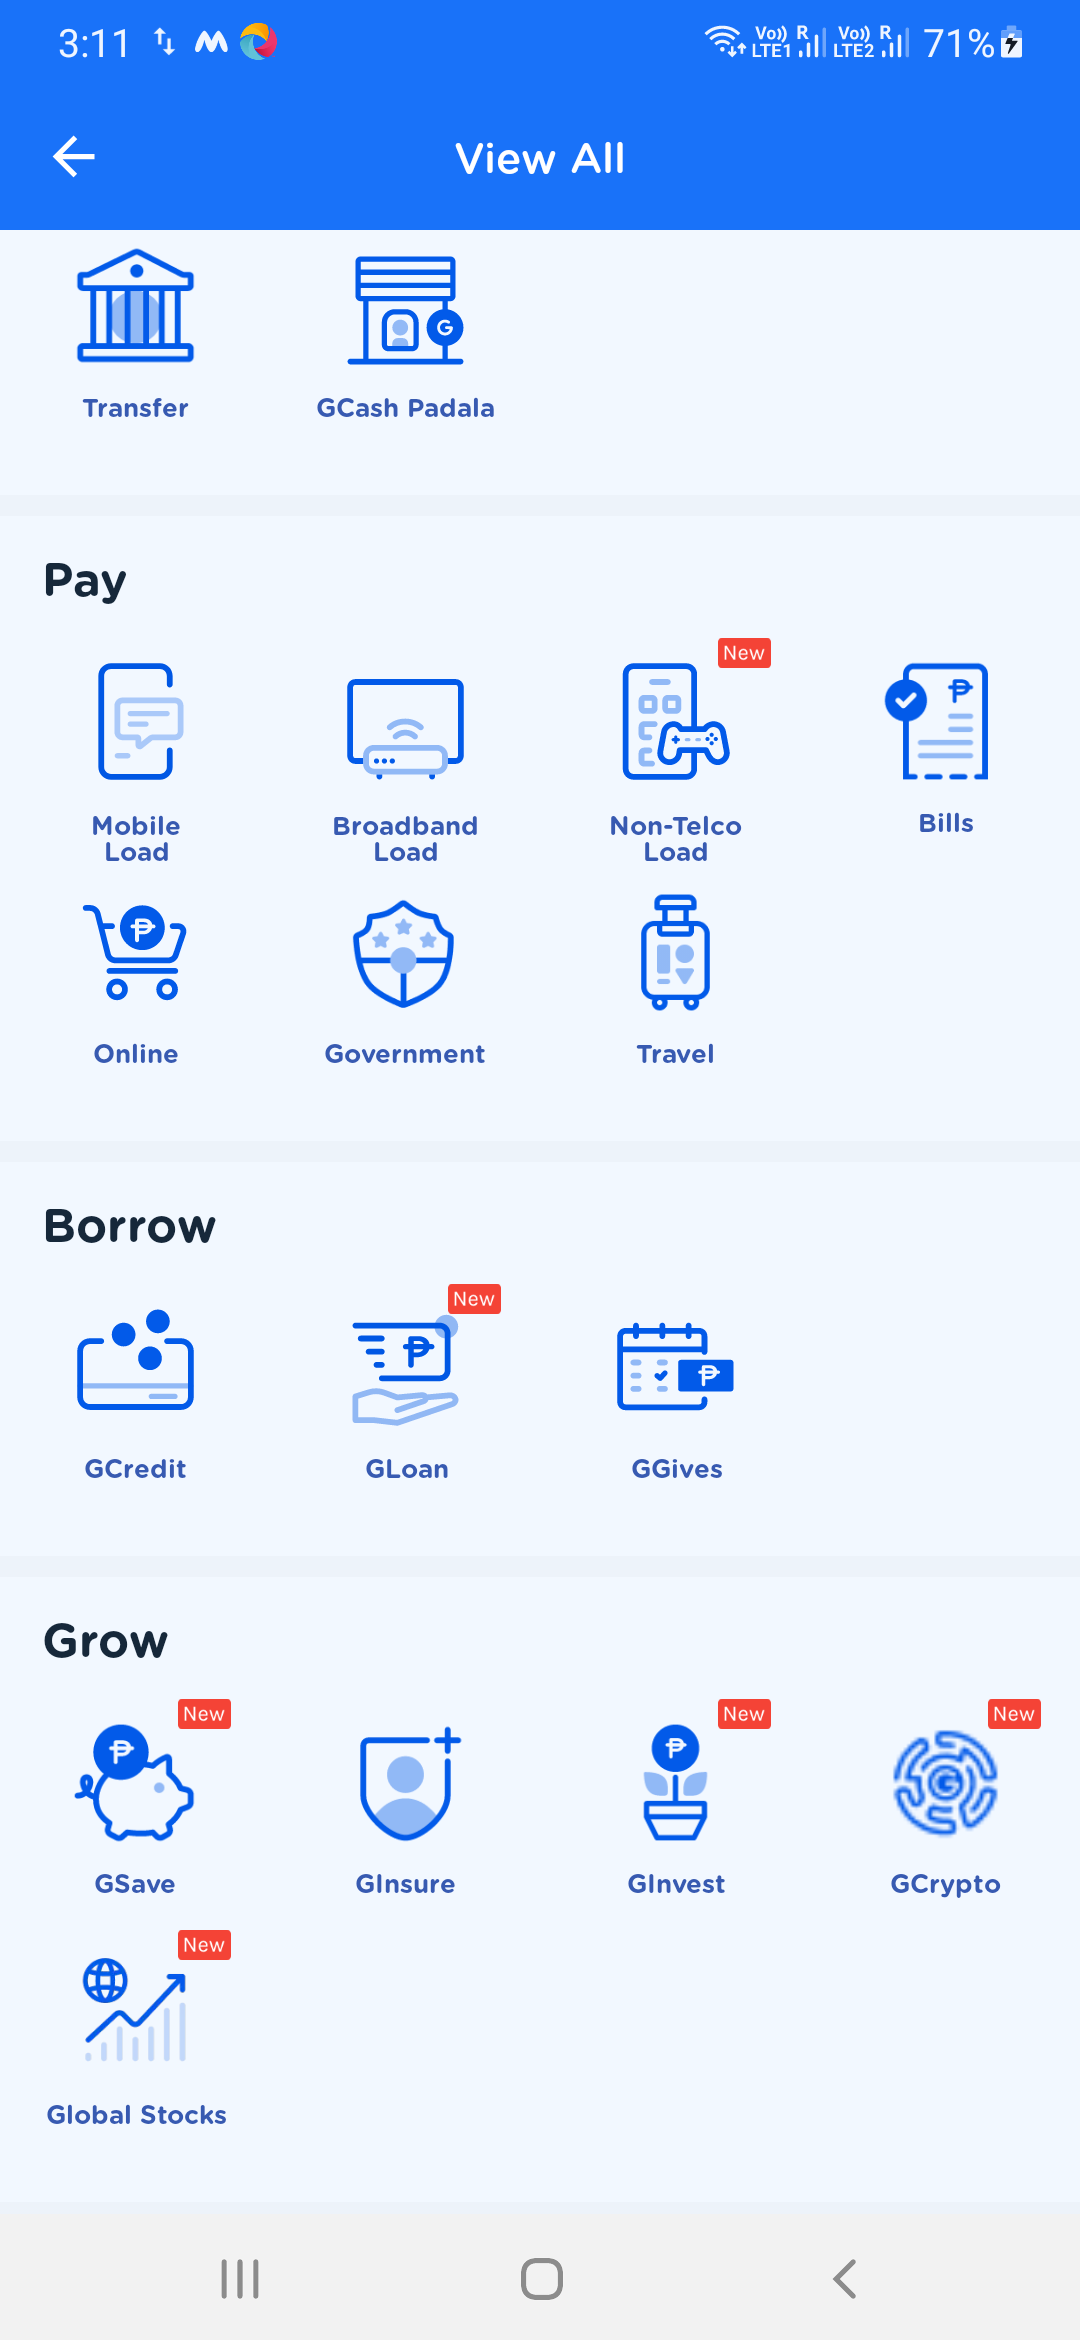 3:11
Vo)) R Vo)) R
LTE1 LTE2 71%
View All
G
Transfer GCash Padala
Pay
New
₱
Mobile Load
Broadband Load
Non-Telco Load
Bills
₱
Online Government Travel
Borrow
New
₱ ₱
GCredit GLoan GGives
Grow
New New New
₱ ₱ G
GSave GInsure GInvest GCrypto
New
Global Stocks